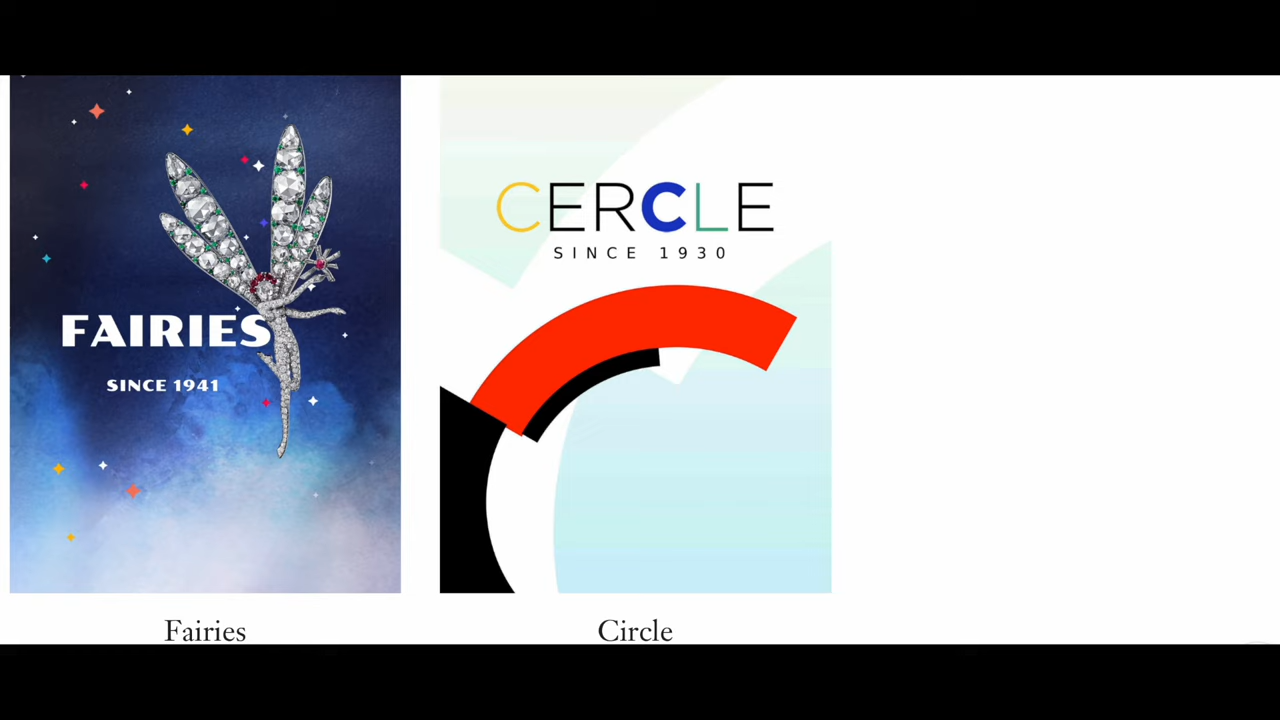 FAIRIES
SINCE 1941
Fairies
CERCLE
SINCE 1930
Circle